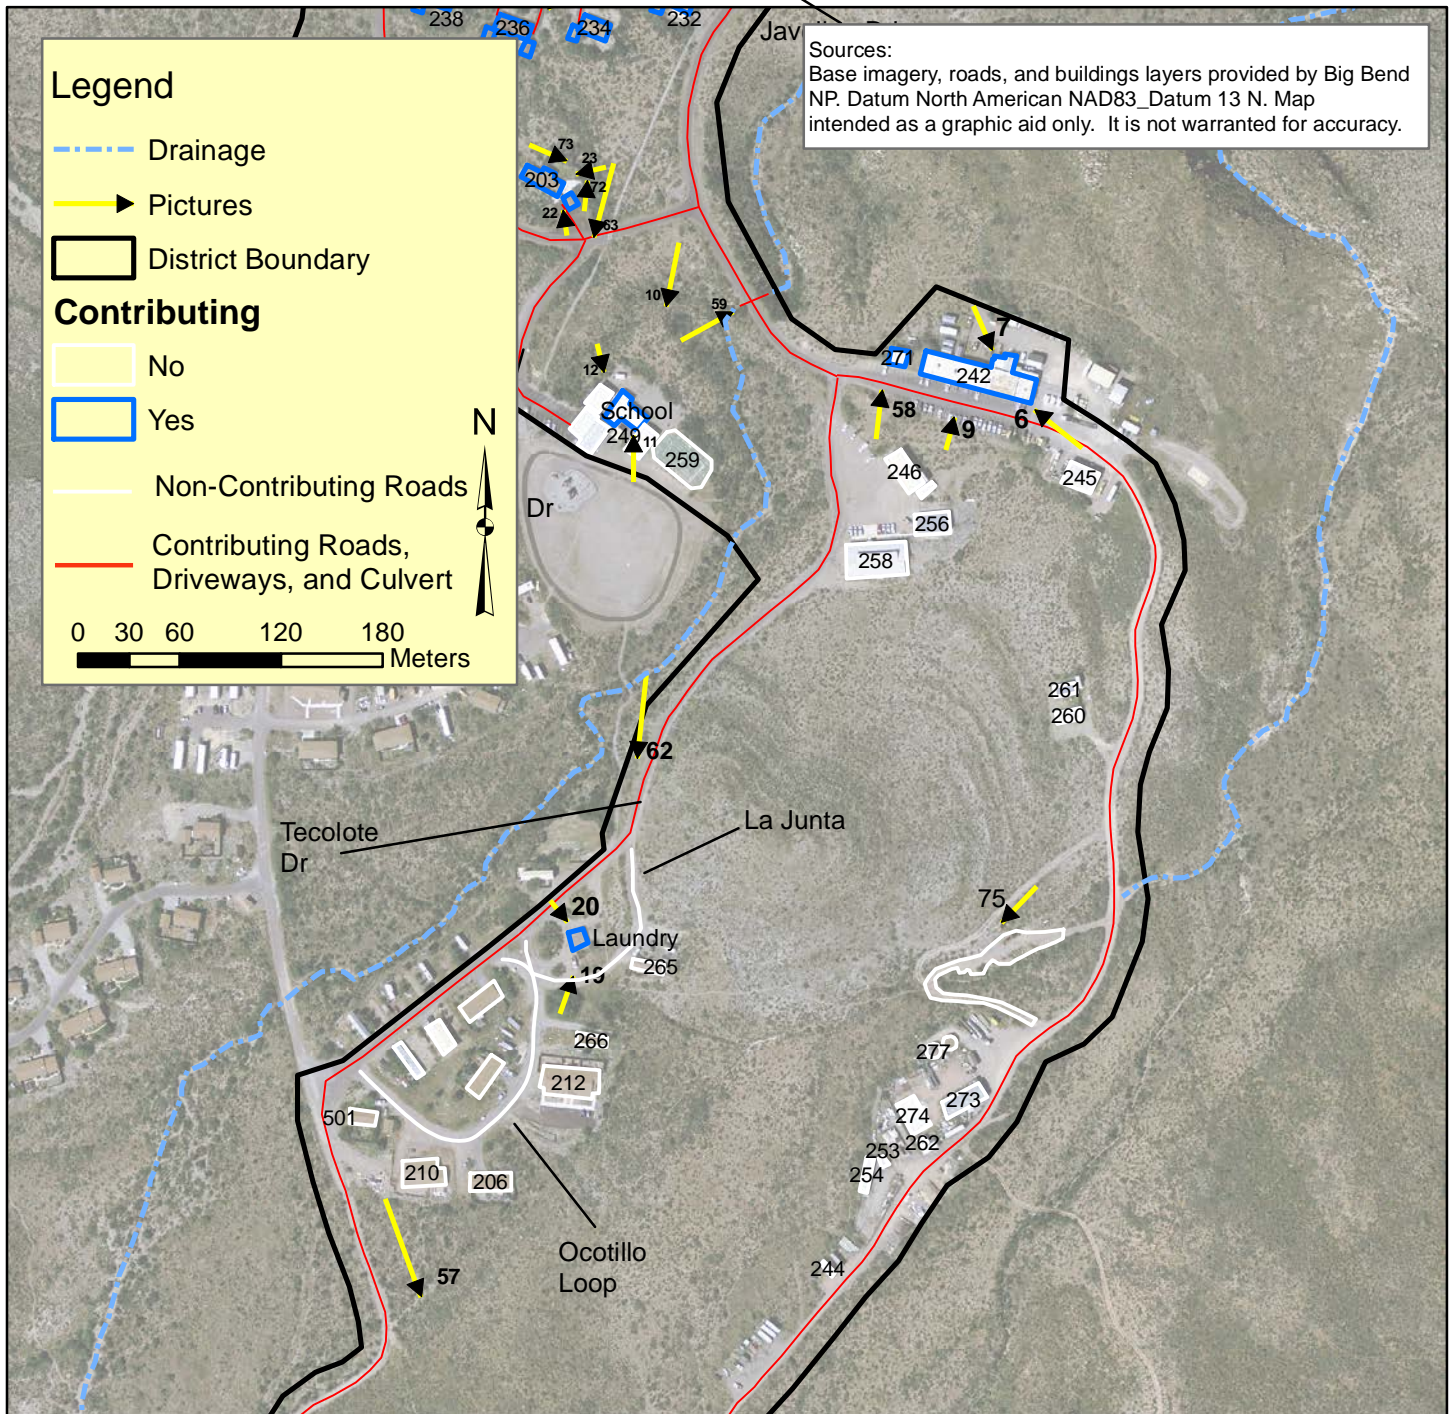 238
236
234
232
Sources:
Base imagery, roads, and buildings layers provided by Big Bend
NP. Datum North American NAD83_Datum 13 N. Map
intended as a graphic aid only.  It is not warranted for accuracy.
Legend
Drainage
Pictures
District Boundary
Contributing
No
Yes
Non-Contributing Roads
Contributing Roads,
Driveways, and Culvert
N
0 30 60 120 180
Meters
73
23
203
72
22
63
10
59
7
271
242
12
58
6
9
School
249
11
259
246
245
Dr
256
258
261
260
62
Tecolote
Dr
La Junta
75
20
Laundry
265
19
266
277
212
273
274
501
262
253
254
210
206
Ocotillo
Loop
244
57